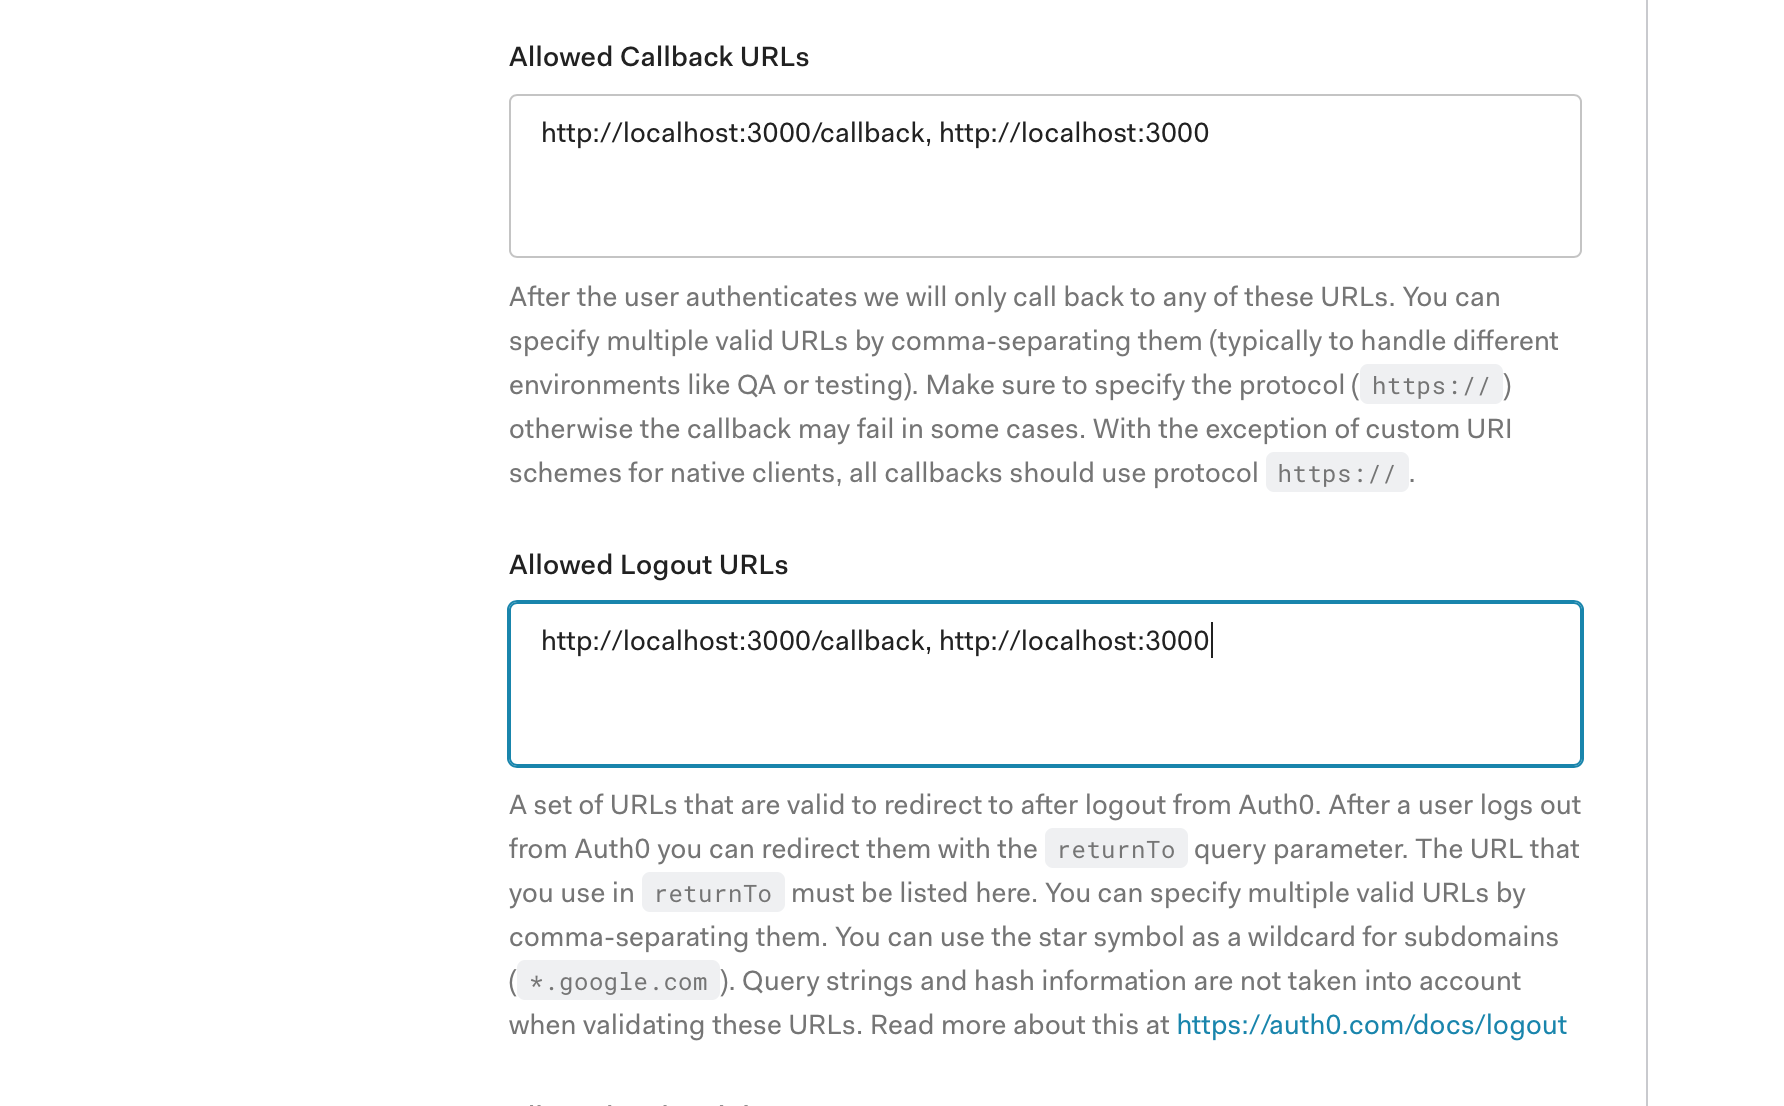 Allowed Callback URLs
http://localhost:3000/callback, http://localhost:3000
After the user authenticates we will only call back to any of these URLs. You can
specify multiple valid URLs by comma-separating them (typically to handle different
environments like QA or testing). Make sure to specify the protocol ( https:// )
otherwise the callback may fail in some cases. With the exception of custom URI
schemes for native clients, all callbacks should use protocol https:// .
Allowed Logout URLs
http://localhost:3000/callback, http://localhost:3000
A set of URLs that are valid to redirect to after logout from Auth0. After a user logs out
from Auth0 you can redirect them with the returnTo query parameter. The URL that
you use in returnTo must be listed here. You can specify multiple valid URLs by
comma-separating them. You can use the star symbol as a wildcard for subdomains
( *.google.com ). Query strings and hash information are not taken into account
when validating these URLs. Read more about this at https://auth0.com/docs/logout